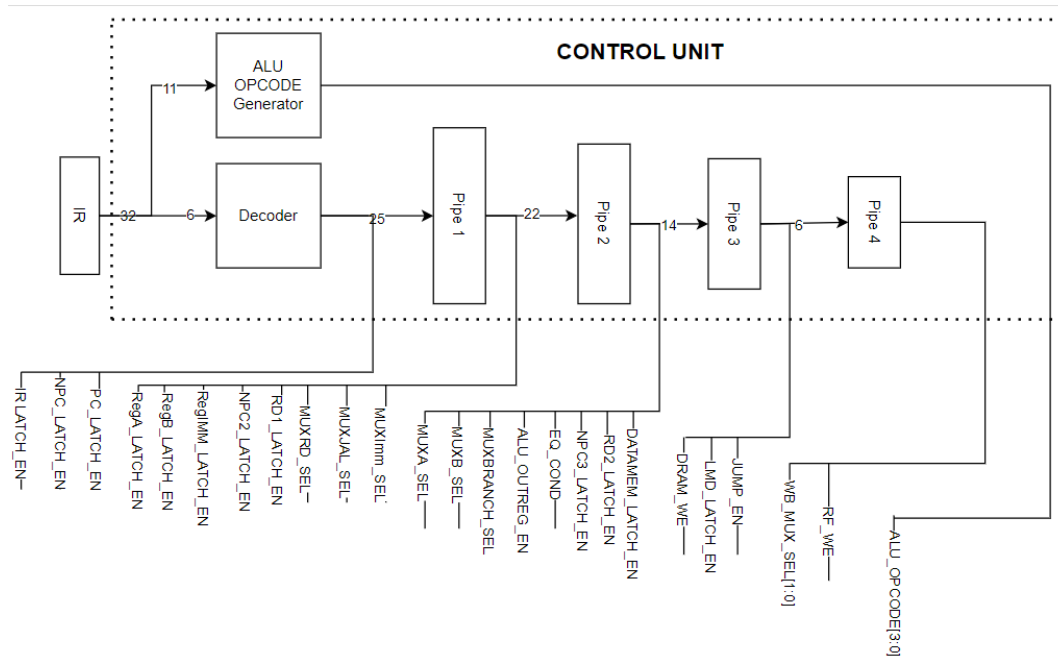 CONTROL UNIT
ALU
OPCODE
Generator
11
IR
32
6
Decoder
25
Pipe 1
22
Pipe 2
14
Pipe 3
6
Pipe 4
IR LATCH_EN
NPC_LATCH_EN
PC_LATCH_EN
RegA_LATCH_EN
RegB_LATCH_EN
RegIMM_LATCH_EN
NPC2_LATCH_EN
RD1_LATCH_EN
MUXRD_SEL
MUXJAL_SEL
MUXImm_SEL
MUXA_SEL
MUXB_SEL
MUXBRANCH_SEL
ALU_OUTREG_EN
EQ_COND
NPC3_LATCH_EN
RD2_LATCH_EN
DATAMEM_LATCH_EN
DRAM_WE
LMD_LATCH_EN
JUMP_EN
WB_MUX_SEL[1:0]
RF_WE
ALU_OPCODE[3:0]